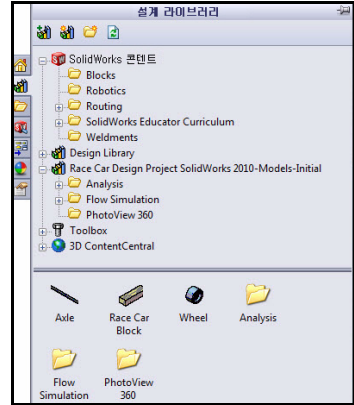 설계 라이브러리
SolidWorks 콘텐트
Blocks
Robotics
Routing
SolidWorks Educator Curriculum
Weldments
Design Library
Race Car Design Project SolidWorks 2010-Models-Initial
Analysis
Flow Simulation
PhotoView 360
Toolbox
3D ContentCentral
Axle
Race Car
Block
Wheel
Analysis
Flow
Simulation
PhotoView
360